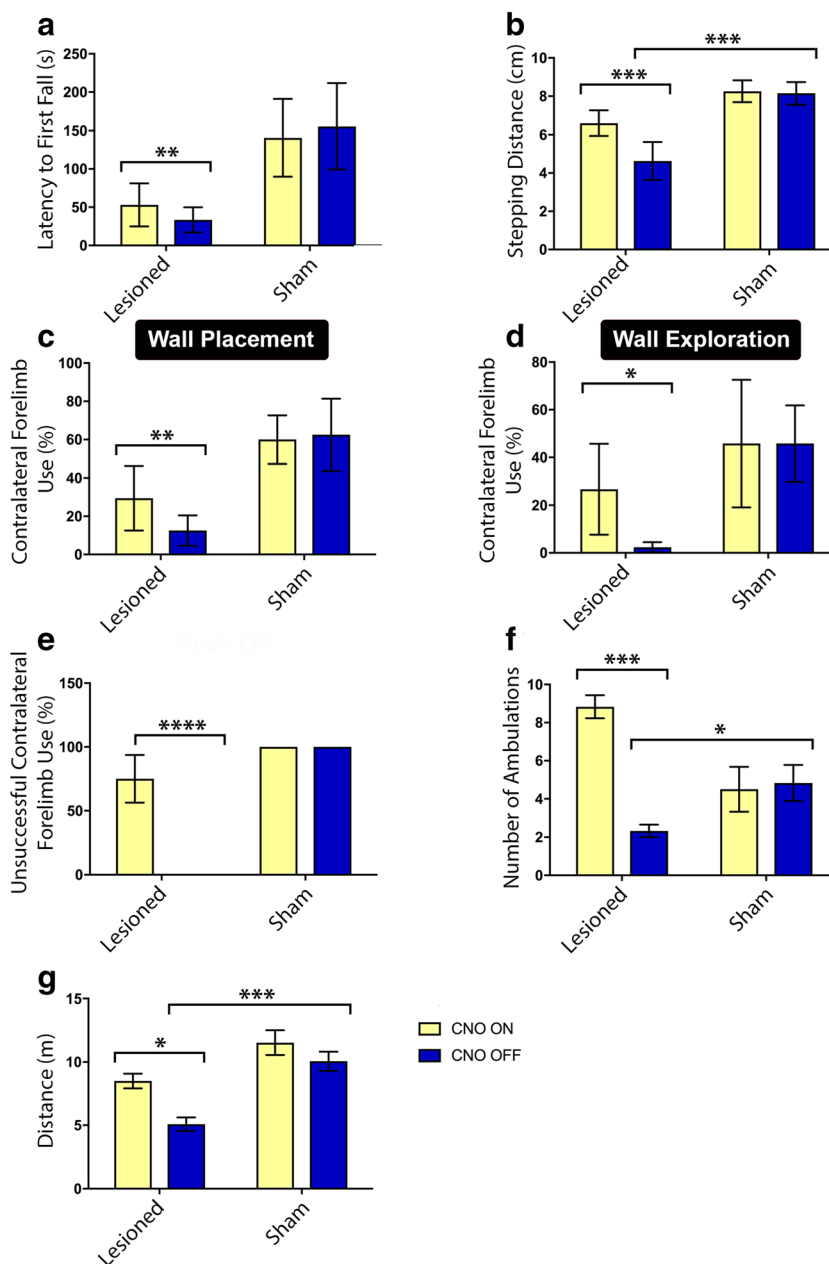 a
Latency to First Fall (s)
250
200
150
100
50
0
**
Lesioned
Sham
b
Stepping Distance (cm)
10
8
6
4
2
0
***
***
Lesioned
Sham
c
Wall Placement
Contralateral Forelimb
Use (%)
100
80
60
40
20
0
**
Lesioned
Sham
d
Wall Exploration
Contralateral Forelimb
Use (%)
80
60
40
20
0
*
Lesioned
Sham
e
Unsuccessful Contralateral
Forelimb Use (%)
150
100
50
0
****
Lesioned
Sham
f
Number of Ambulations
10
8
6
4
2
0
***
*
Lesioned
Sham
g
Distance (m)
15
10
5
0
*
***
Lesioned
Sham
CNO ON
CNO OFF